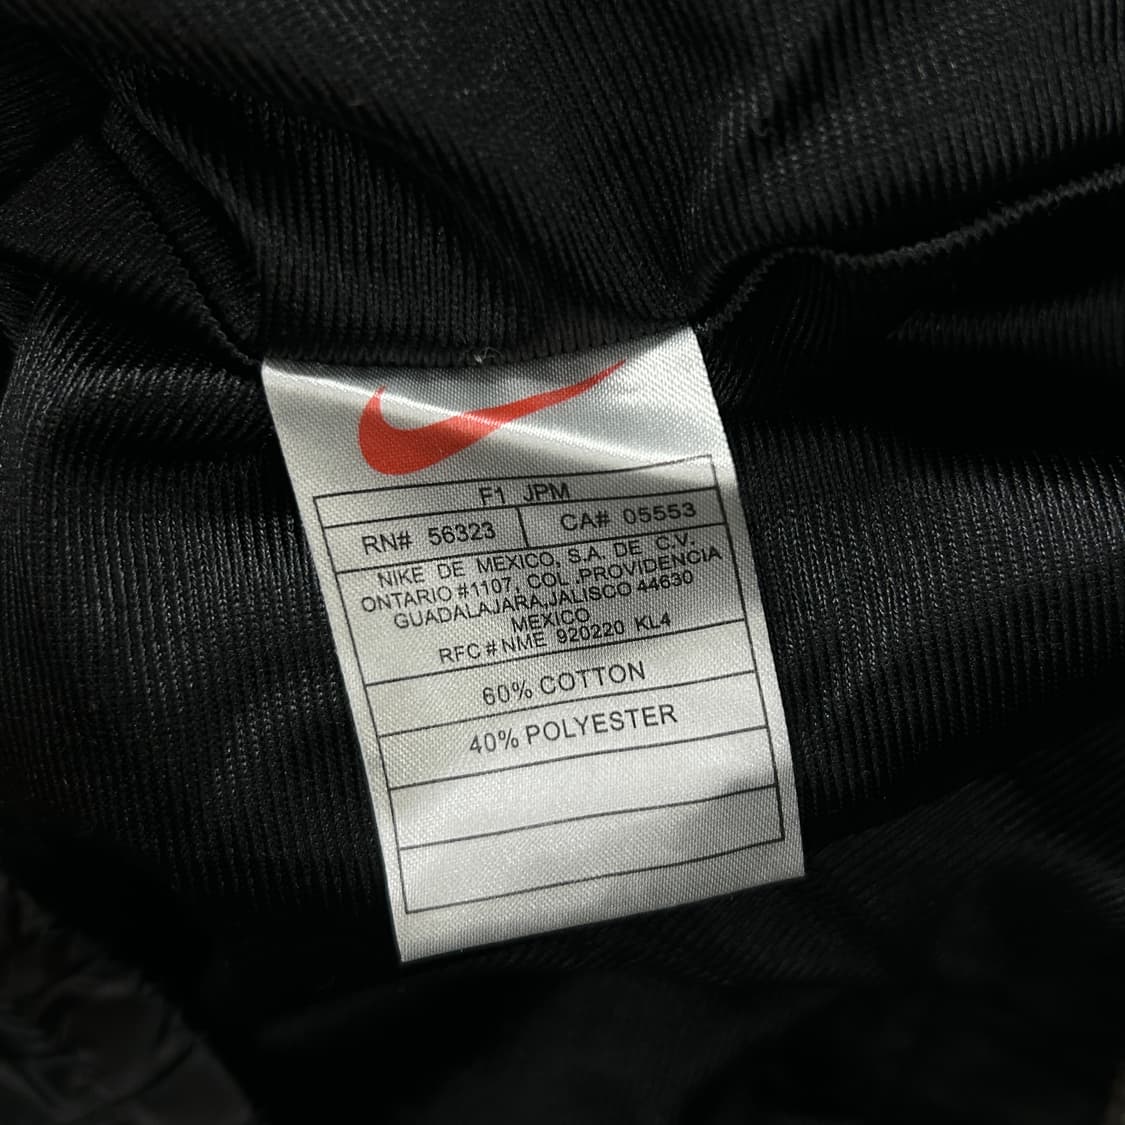 F1 JPM
RN# 56323 CA# 05553
NIKE DE MEXICO, S.A. DE C.V.
ONTARIO #1107, COL .PROVIDENCIA
GUADALAJARA,JALISCO 44630
MEXICO
RFC # NME 920220 KL4
60% COTTON
40% POLYESTER